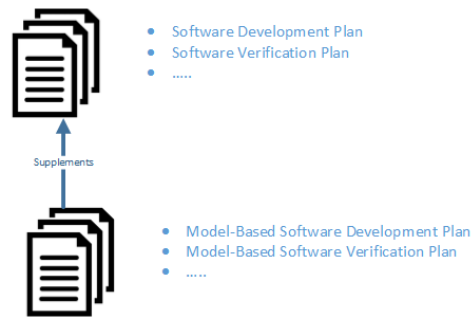 Software Development Plan
Software Verification Plan
.....
Supplements
Model-Based Software Development Plan
Model-Based Software Verification Plan
.....